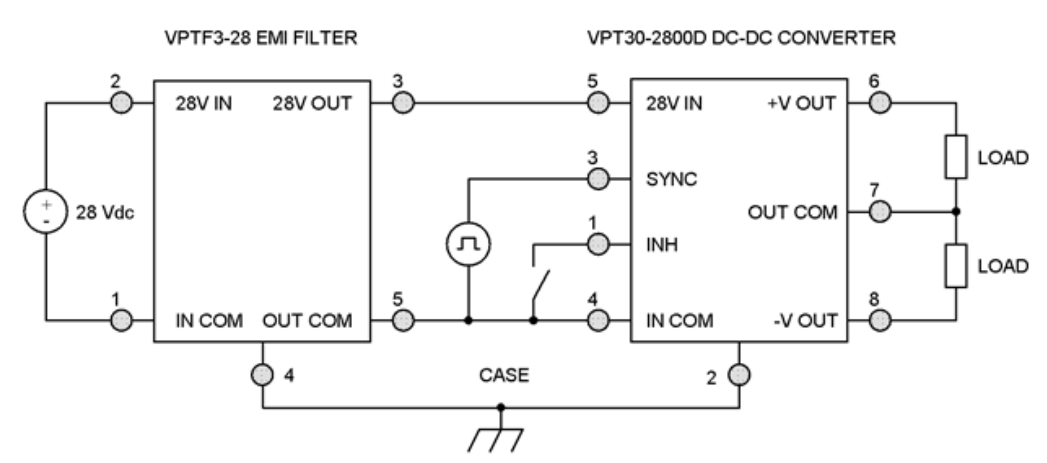 VPTF3-28 EMI FILTER
VPT30-2800D DC-DC CONVERTER
2
3
5
6
28V IN
28V OUT
28V IN
+V OUT
3
LOAD
SYNC
7
+
-
28 Vdc
1
OUT COM
INH
LOAD
1
5
4
8
IN COM
OUT COM
IN COM
-V OUT
4
CASE
2